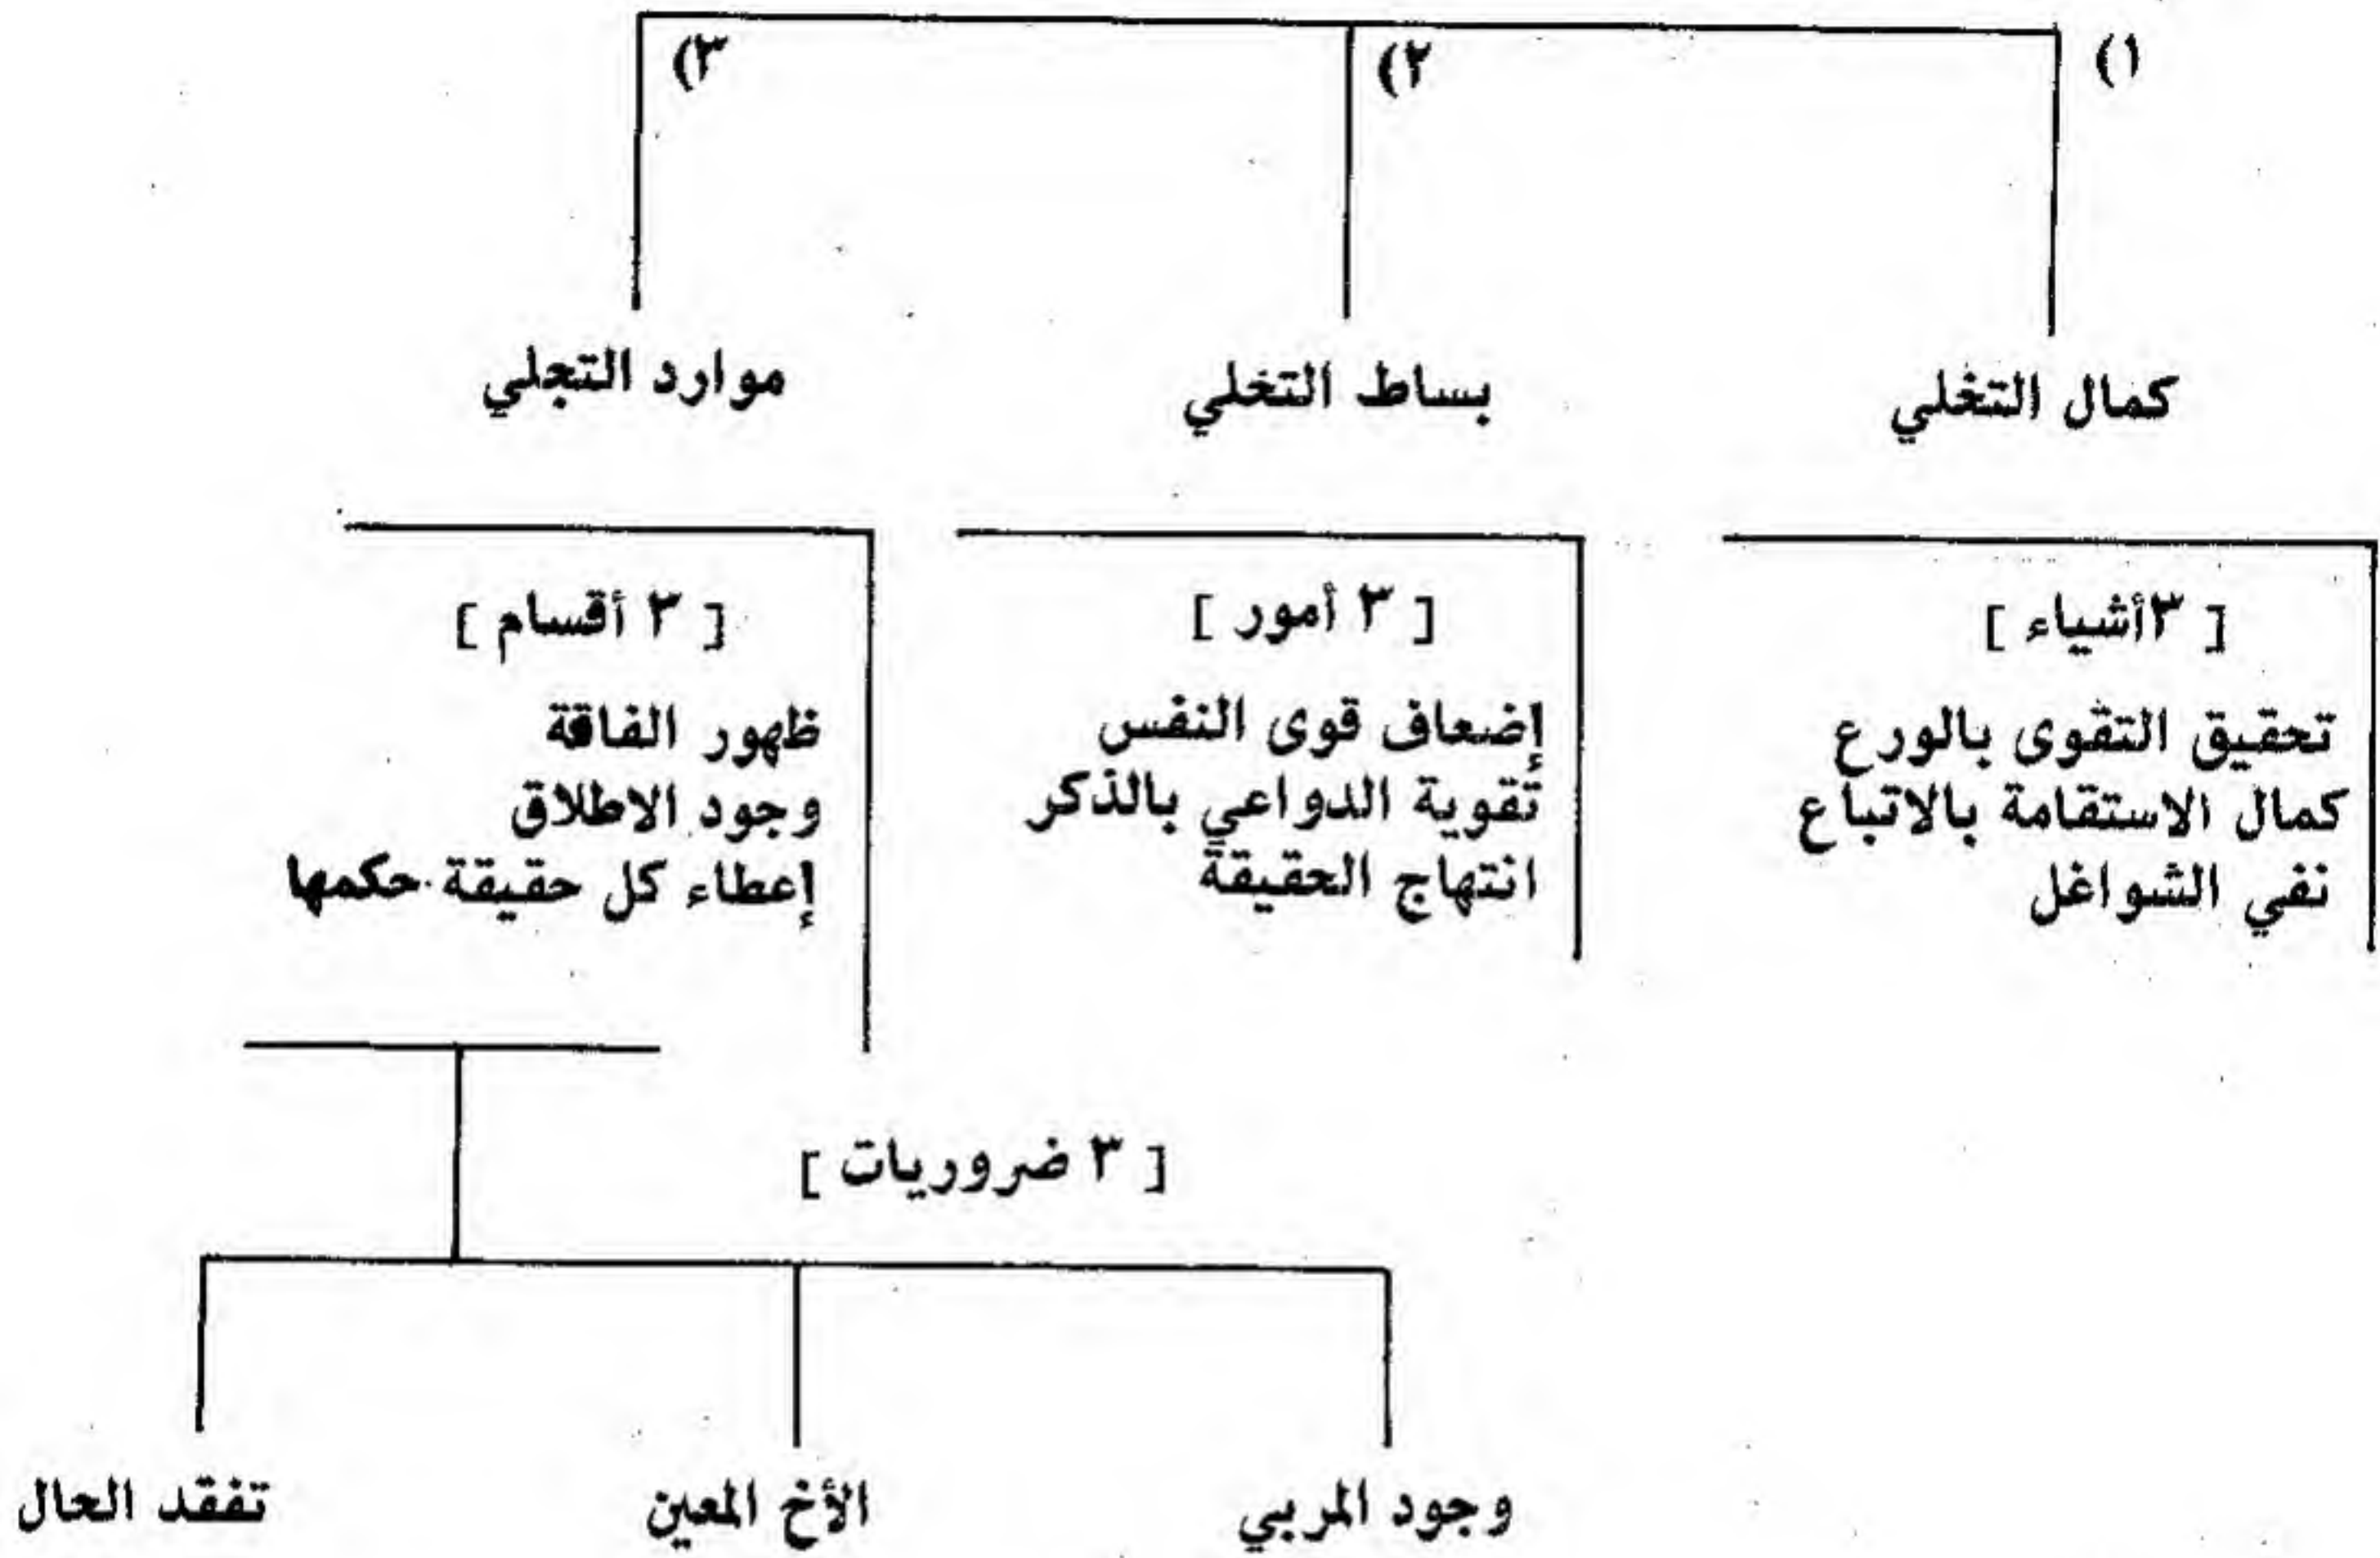 ١)
٢)
٣)
كمال التخلي
بساط التخلي
موارد التجلي
[ ٣ أشياء ]
تحقيق التقوى بالورع
كمال الاستقامة بالاتباع
نفي الشواغل
[ ٣ أمور ]
إضعاف قوى النفس
تقوية الدواعي بالذكر
انتهاج الحقيقة
[ ٣ أقسام ]
ظهور الفاقة
وجود الاطلاق
إعطاء كل حقيقة حكمها
[ ٣ ضروريات ]
وجود المربي
الأخ المعين
تفقد الحال